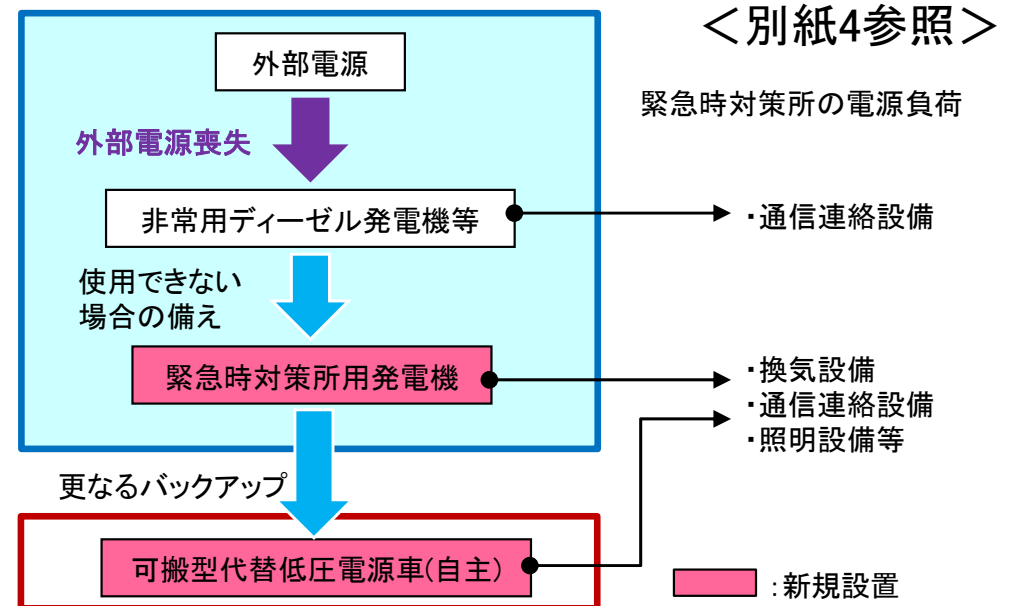 ＜別紙4参照＞
外部電源
緊急時対策所の電源負荷
外部電源喪失
非常用ディーゼル発電機等
・通信連絡設備
使用できない
場合の備え
緊急時対策所用発電機
・換気設備
・通信連絡設備
・照明設備等
更なるバックアップ
可搬型代替低圧電源車(自主)
：新規設置